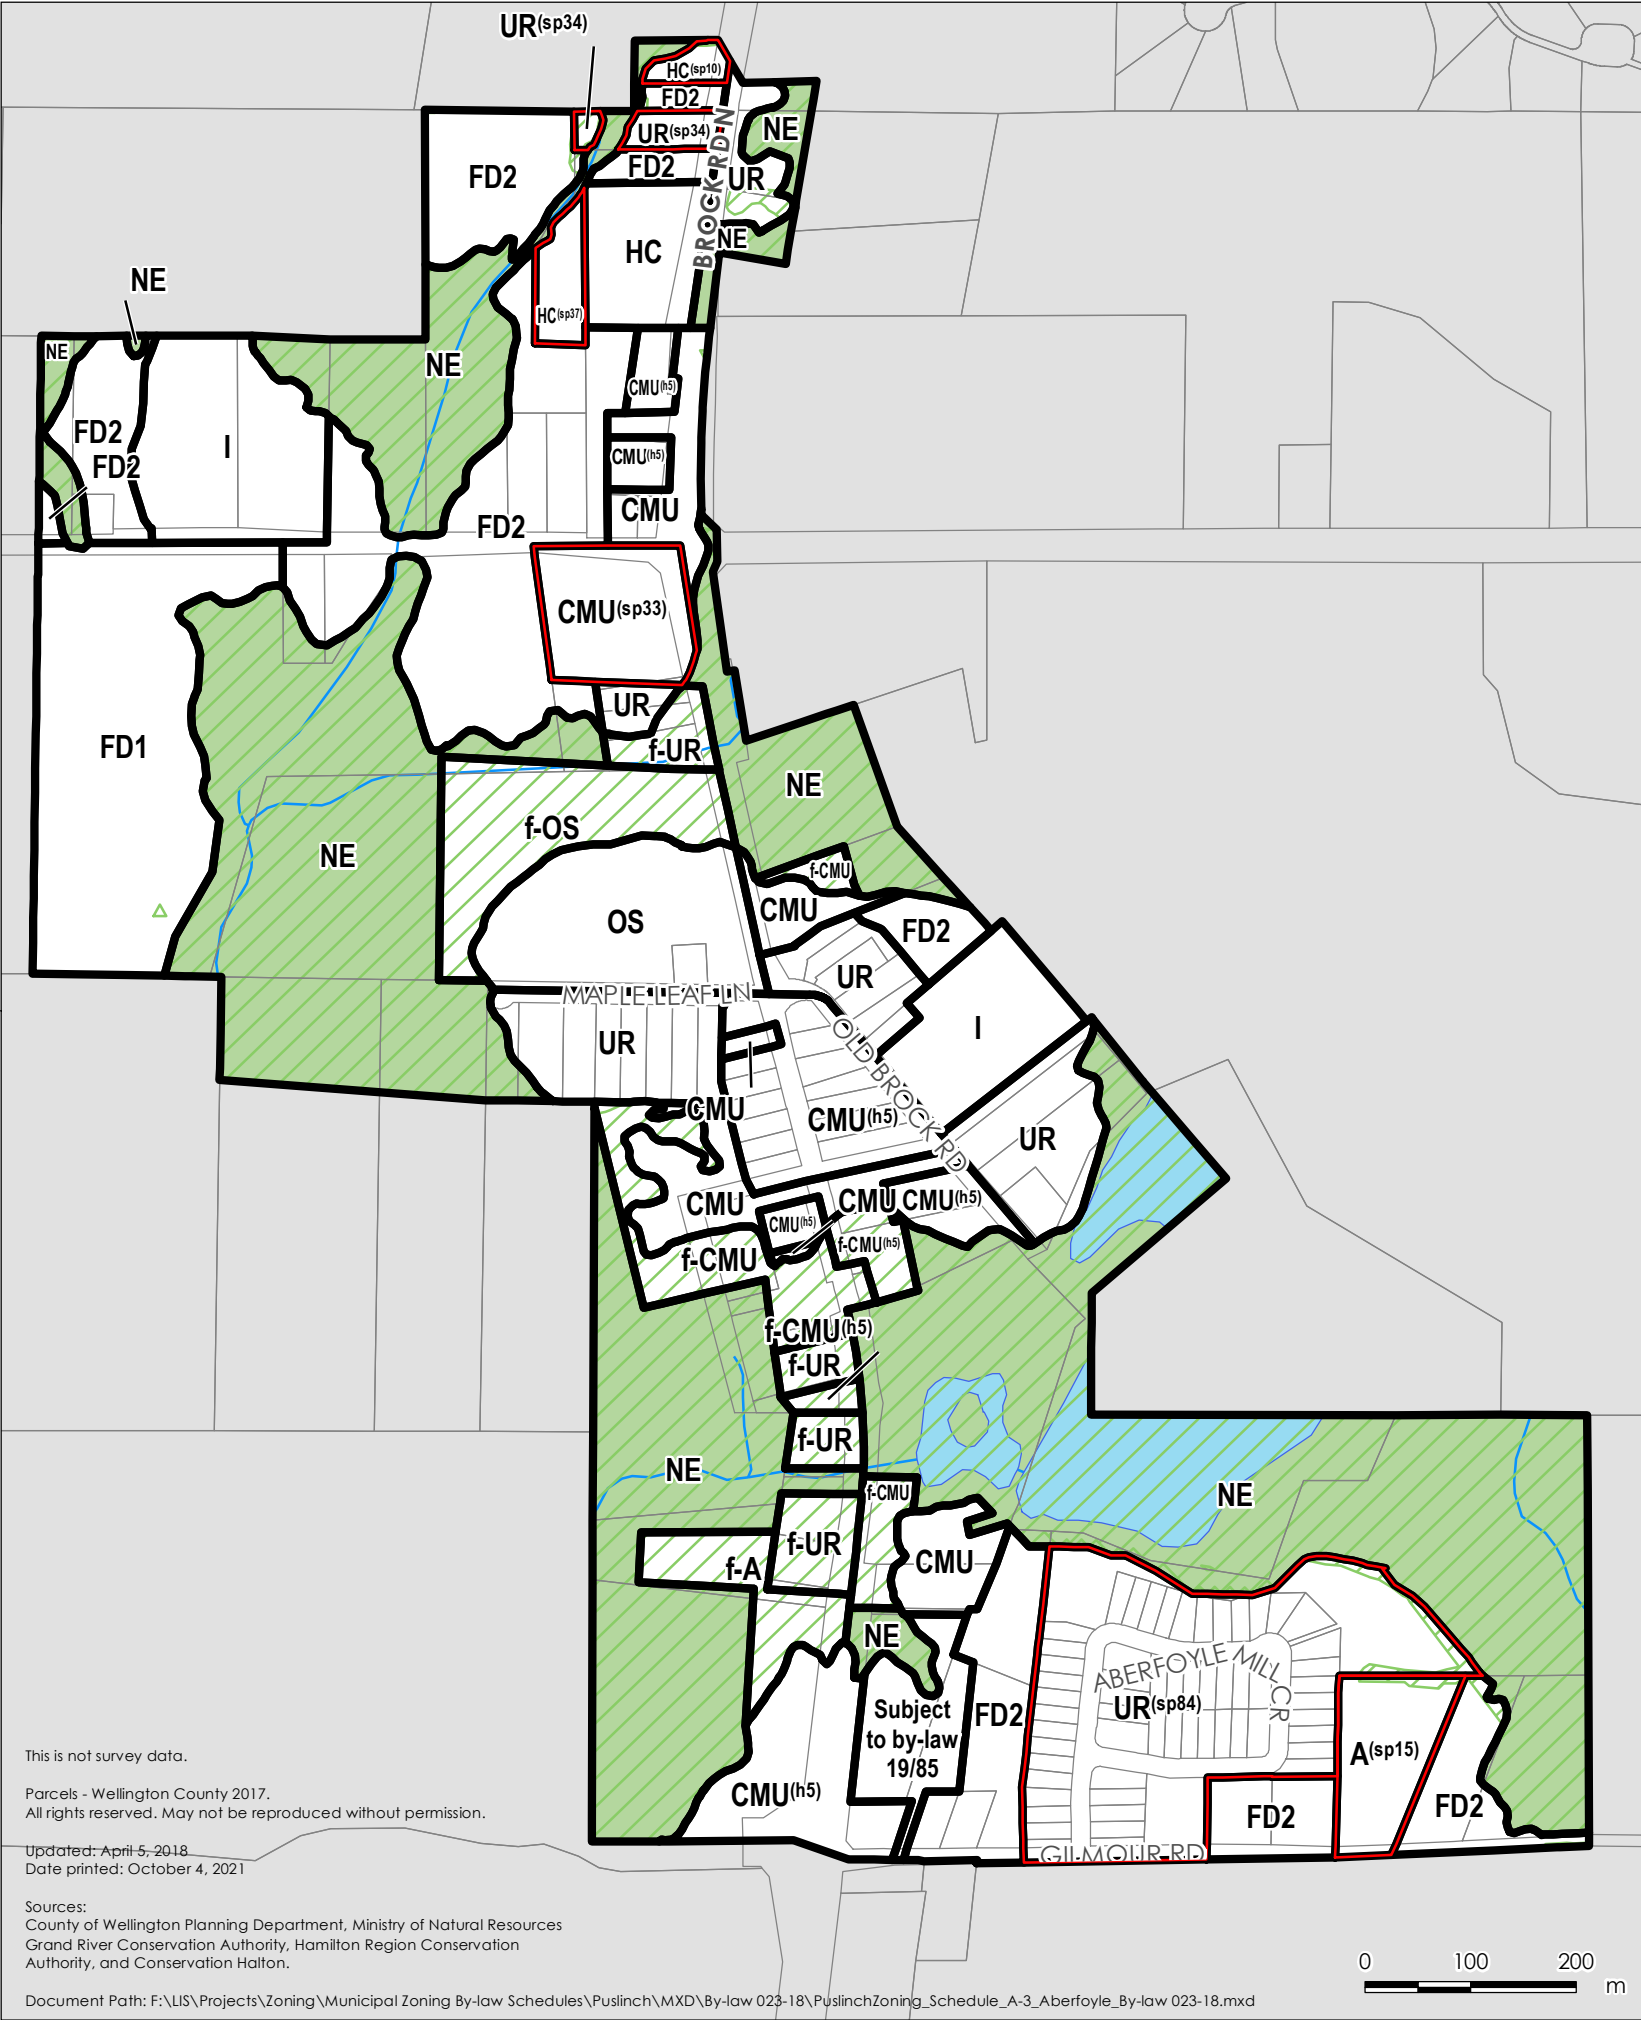 UR(sp34)
HC(sp10)
FD2
UR(sp34)
NE
FD2
FD2
UR
BROCK RD N
HC
NE
NE
HC(sp37)
NE
NE
CMU(h5)
FD2
FD2
I
CMU(h5)
CMU
FD2
CMU(sp33)
UR
FD1
f-UR
NE
f-OS
NE
f-CMU
CMU
OS
FD2
UR
MAPLE LEAF LN
I
OLD BROCK RD
UR
CMU
CMU(h5)
UR
CMU
CMU(h5)
CMU
CMU(h5)
f-CMU
f-CMU(h5)
f-CMU(h5)
f-UR
f-UR
NE
f-CMU
NE
f-UR
f-A
CMU
NE
ABERFOYLE MILL CR
UR(sp84)
Subject
to by-law
19/85
FD2
A(sp15)
CMU(h5)
FD2
FD2
GILMOUR RD
This is not survey data.
Parcels - Wellington County 2017.
All rights reserved. May not be reproduced without permission.
Updated: April 5, 2018
Date printed: October 4, 2021
Sources:
County of Wellington Planning Department, Ministry of Natural Resources
Grand River Conservation Authority, Hamilton Region Conservation
Authority, and Conservation Halton.
0 100 200
m
Document Path: F:\LIS\Projects\Zoning\Municipal Zoning By-law Schedules\Puslinch\MXD\By-law 023-18\PuslinchZoning_Schedule_A-3_Aberfoyle_By-law 023-18.mxd